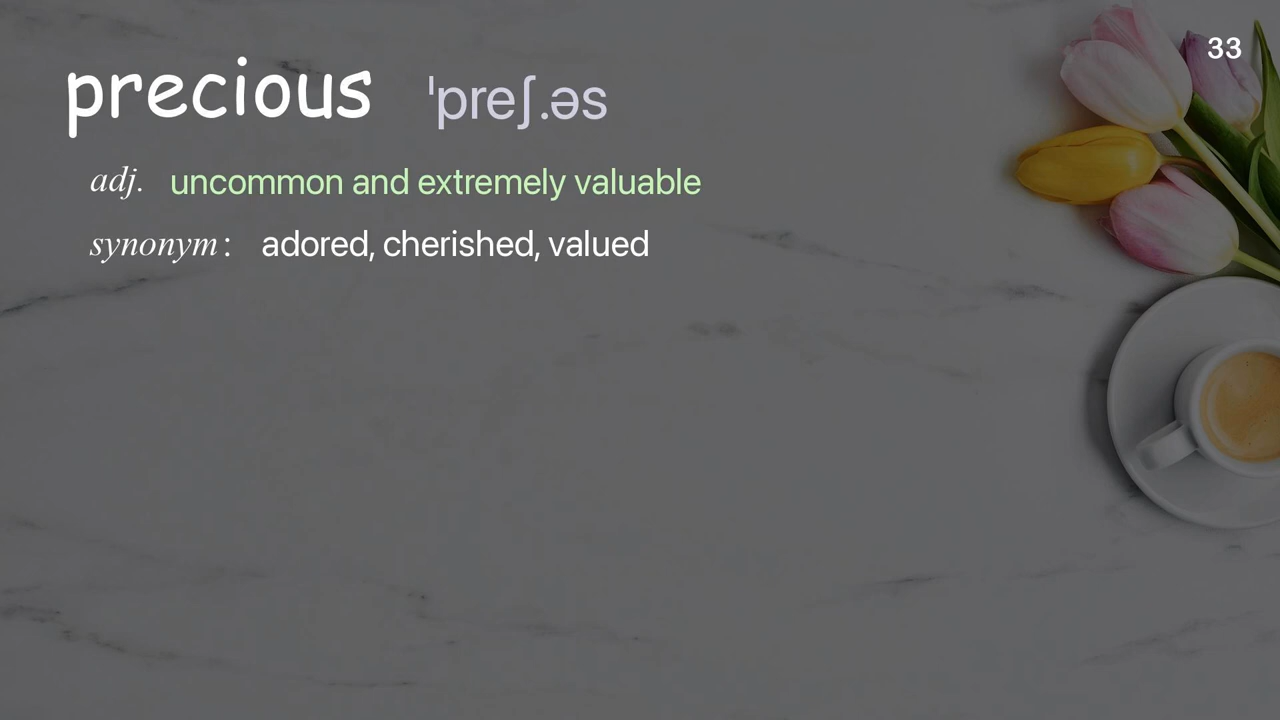 33
precious ˈpreʃ.əs
adj. uncommon and extremely valuable
synonym: adored, cherished, valued